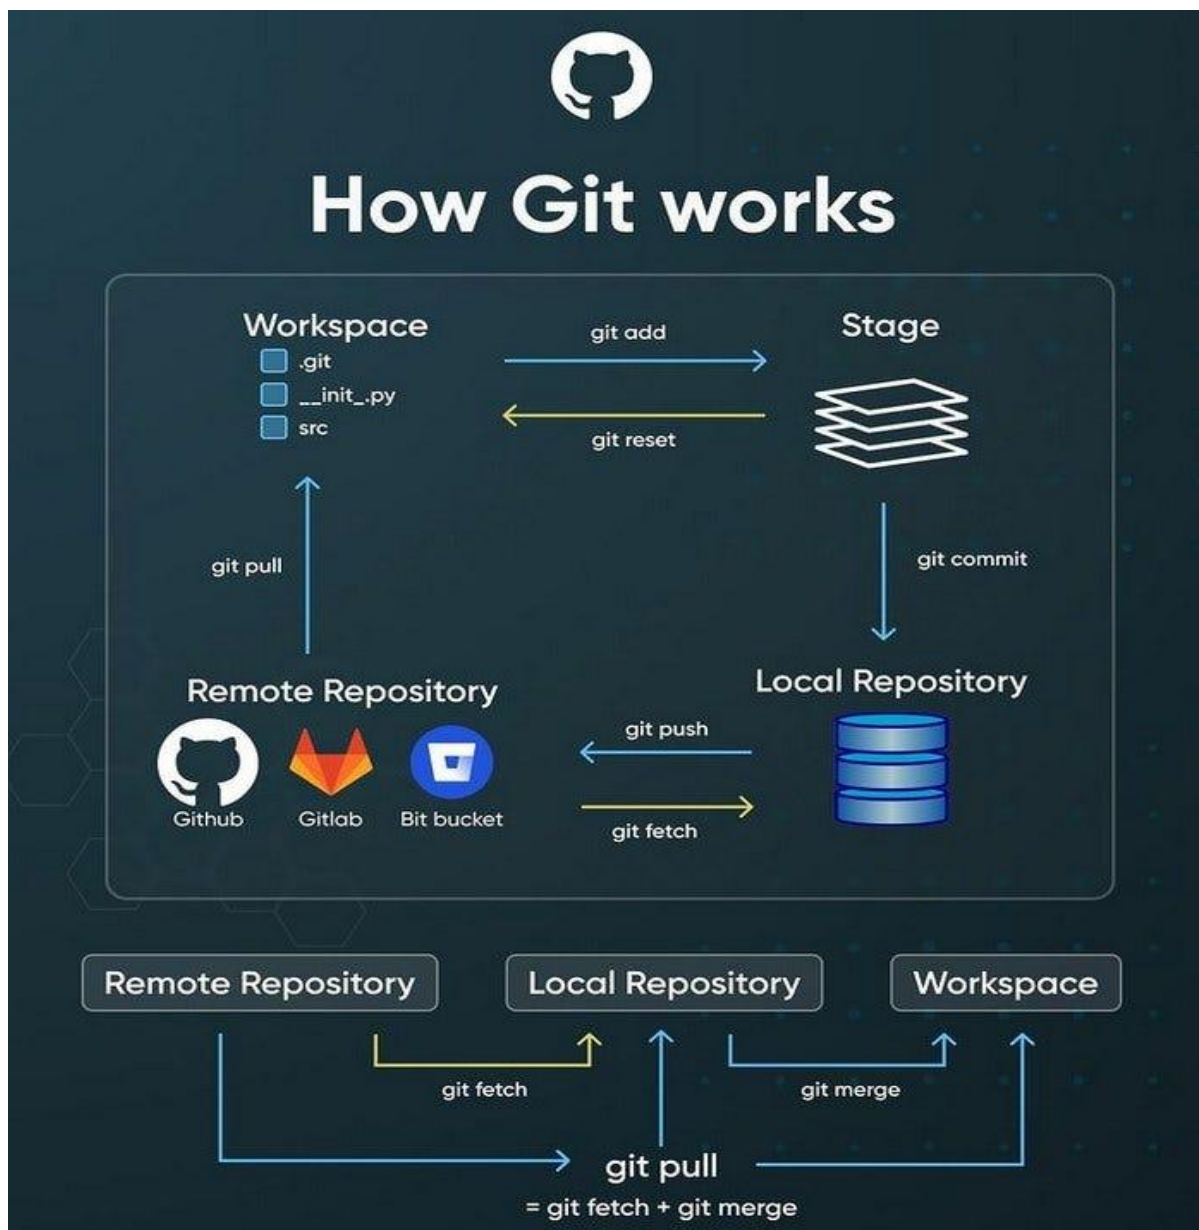 How Git works
Workspace
.git
__init_.py
src
git add
git reset
Stage
git pull
git commit
Remote Repository
Github
Gitlab
Bit bucket
git push
git fetch
Local Repository
Remote Repository
Local Repository
Workspace
git fetch
git merge
git pull
= git fetch + git merge